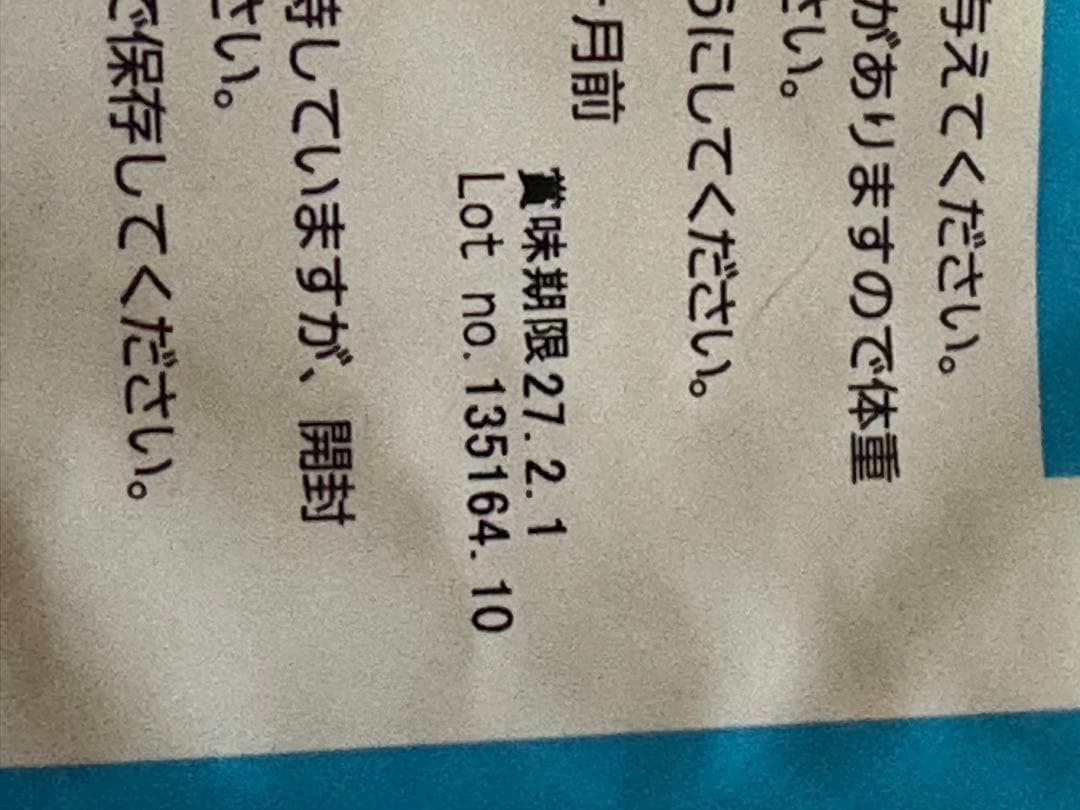 与えてください。
がありますので体重
さい。
うにしてください。
月前
賞味期限27.2.1
Lot no.135164.10
持していますが、開封
さい。
で保存してください。